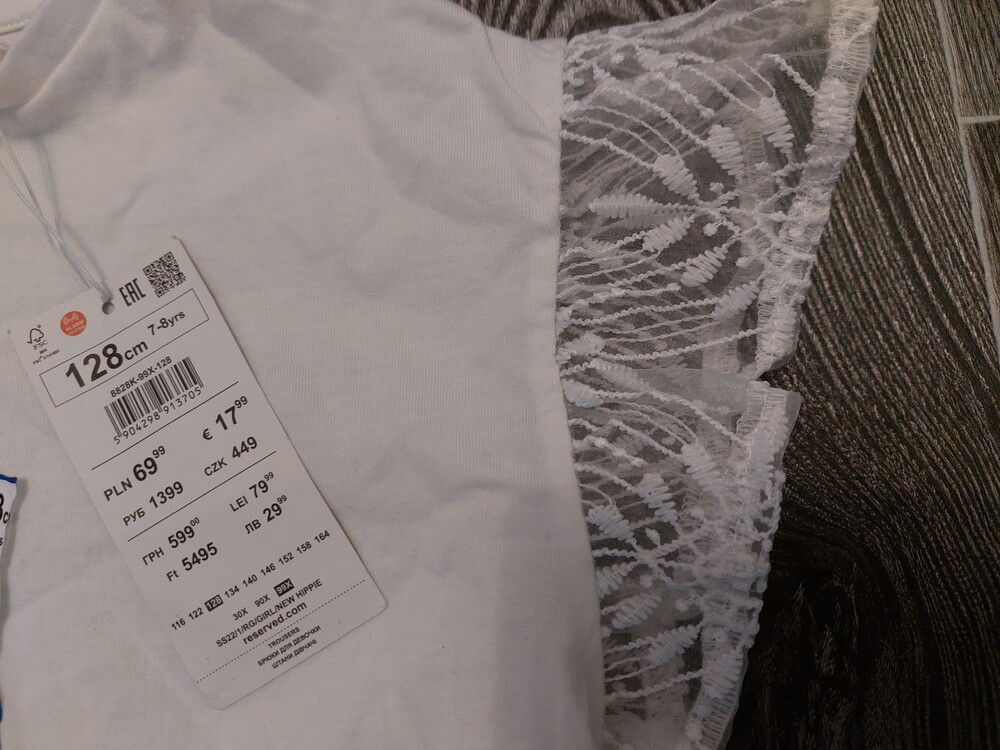 FSC
MIX
EAC
128cm 7-8yrs
8828K-99X-128
5 904298 913705
PLN 69⁹⁹ € 17⁹⁹
РУБ 1399 CZK 449
ГРН 599⁰⁰ LEI 79⁹⁹
Ft 5495 ЛВ 29⁹⁹
116 122 128 134 140 146 152 158 164
30X 90X 99X
SS22/1/RG/GIRL/NEW HIPPIE
reserved.com
TROUSERS
БРЮКИ ДЛЯ ДЕВОЧКИ
ШТАНИ ДІВЧАЧІ